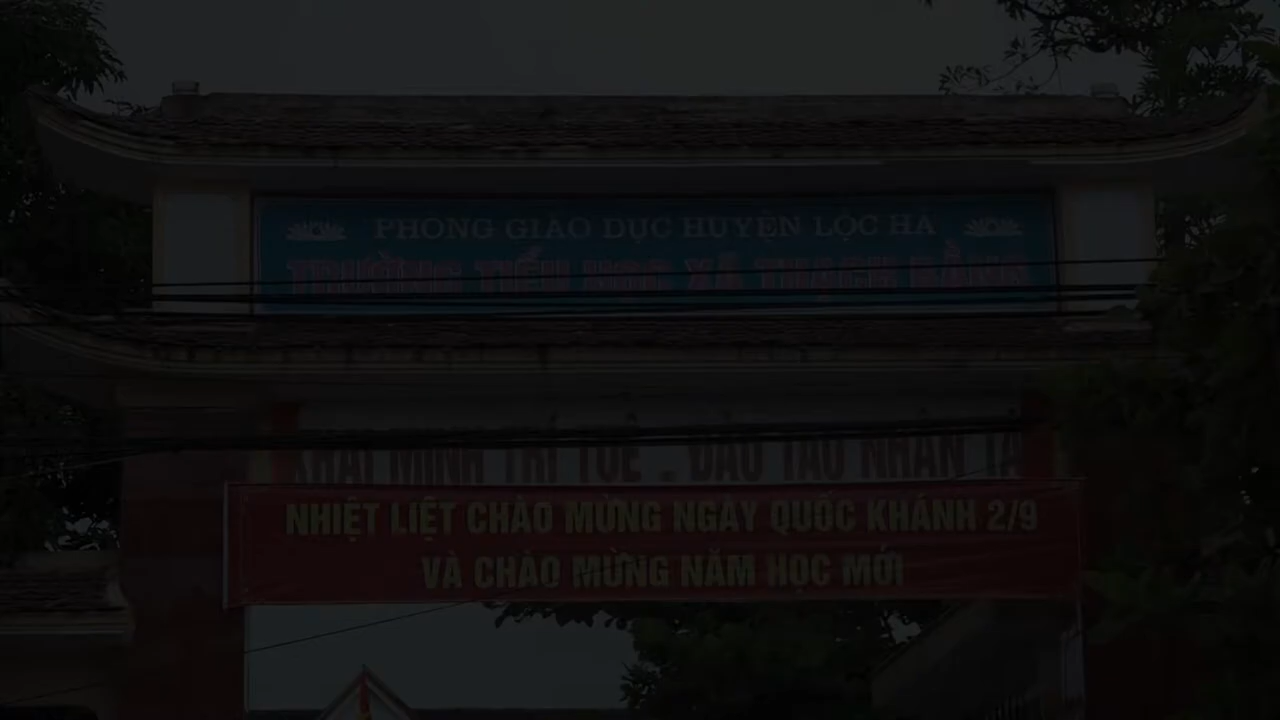 PHÒNG GIÁO DỤC HUYỆN LỘC HÀ
TRƯỜNG TIỂU HỌC XÃ THẠCH BẰNG
KHAI MINH TRÍ TUỆ - ĐÀO TẠO NHÂN TÀ
NHIỆT LIỆT CHÀO MỪNG NGÀY QUỐC KHÁNH 2/9
VÀ CHÀO MỪNG NĂM HỌC MỚI